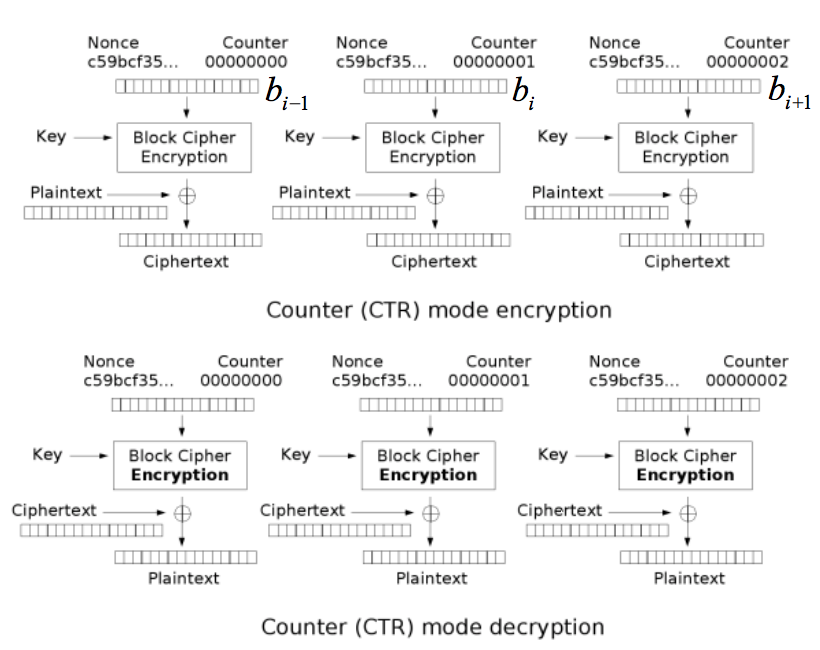 Nonce Counter Nonce Counter Nonce Counter
c59bcf35... 00000000 c59bcf35... 00000001 c59bcf35... 00000002
b_{i-1} b_i b_{i+1}
Key Block Cipher Key Block Cipher Key Block Cipher
Encryption Encryption Encryption
Plaintext Plaintext Plaintext
Ciphertext Ciphertext Ciphertext
Counter (CTR) mode encryption
Nonce Counter Nonce Counter Nonce Counter
c59bcf35... 00000000 c59bcf35... 00000001 c59bcf35... 00000002
Key Block Cipher Key Block Cipher Key Block Cipher
Encryption Encryption Encryption
Ciphertext Ciphertext Ciphertext
Plaintext Plaintext Plaintext
Counter (CTR) mode decryption